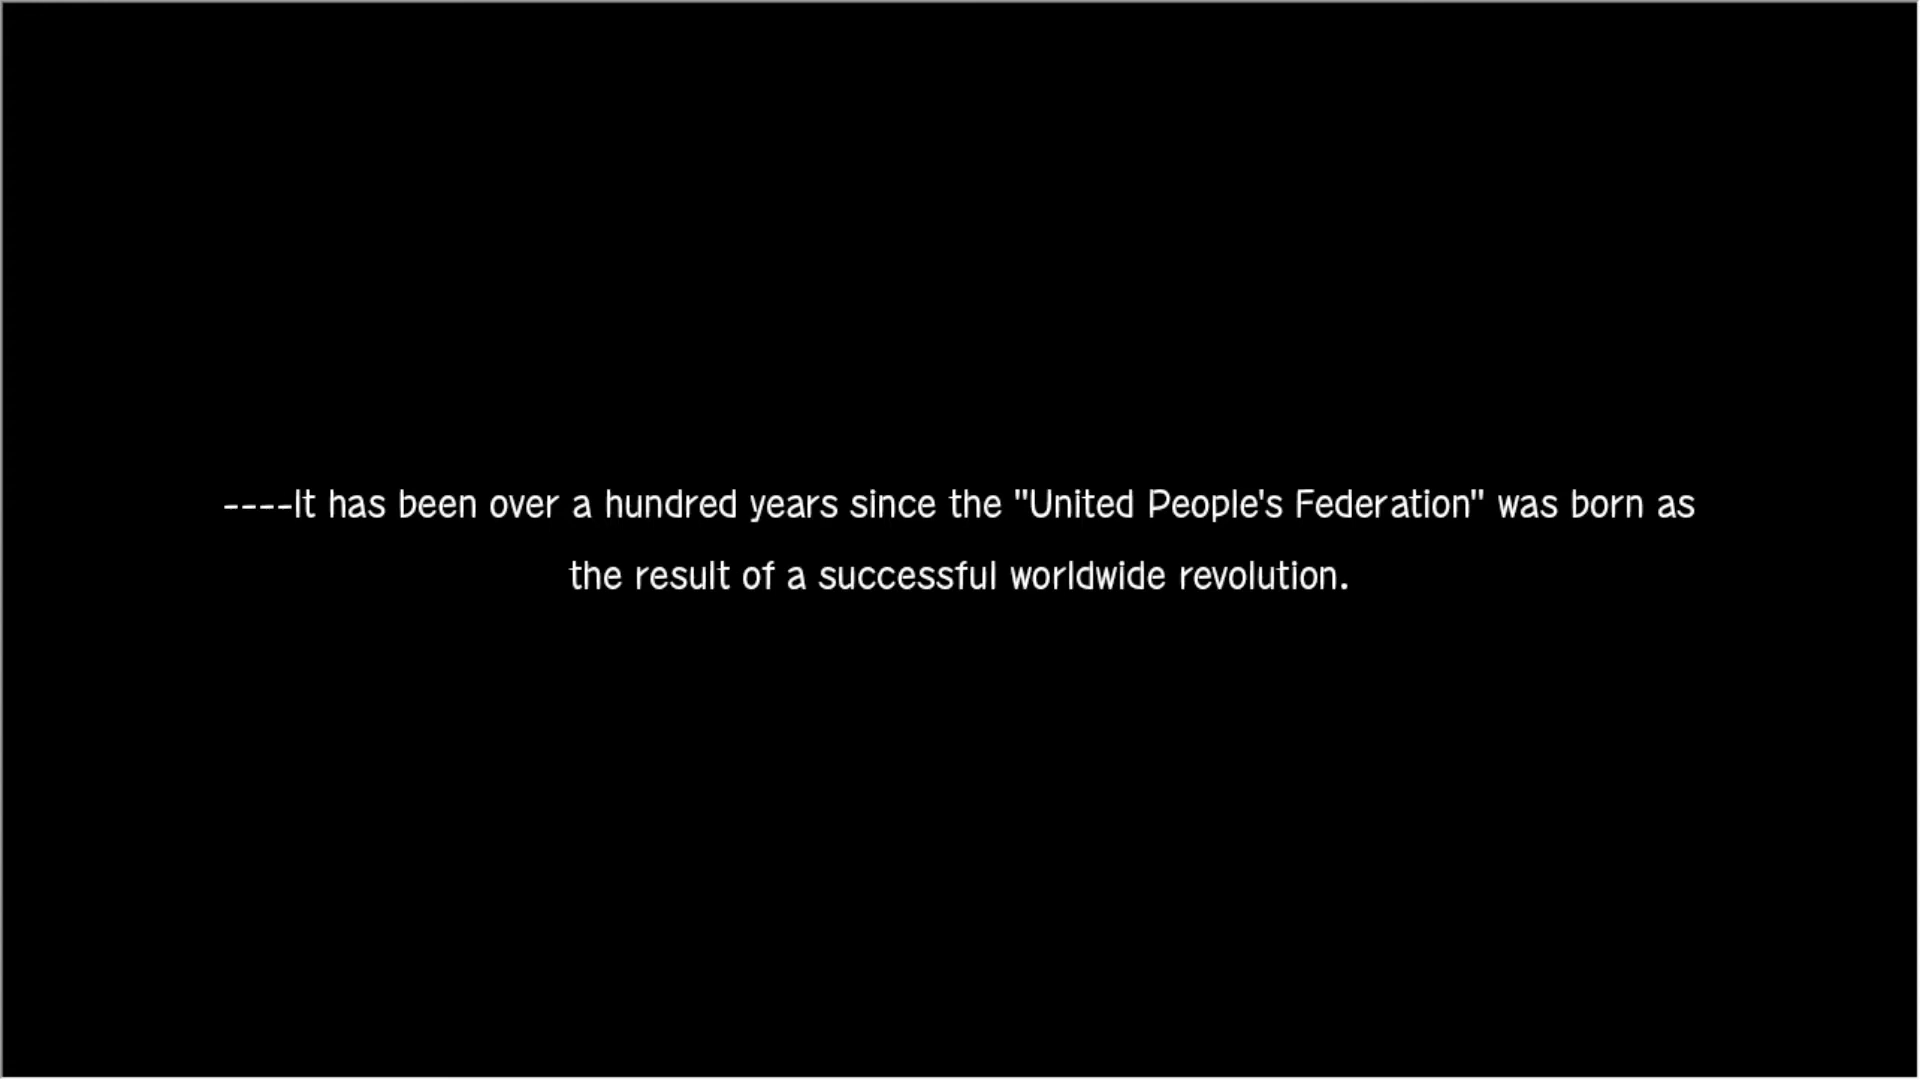 ----It has been over a hundred years since the "United People's Federation" was born as
the result of a successful worldwide revolution.